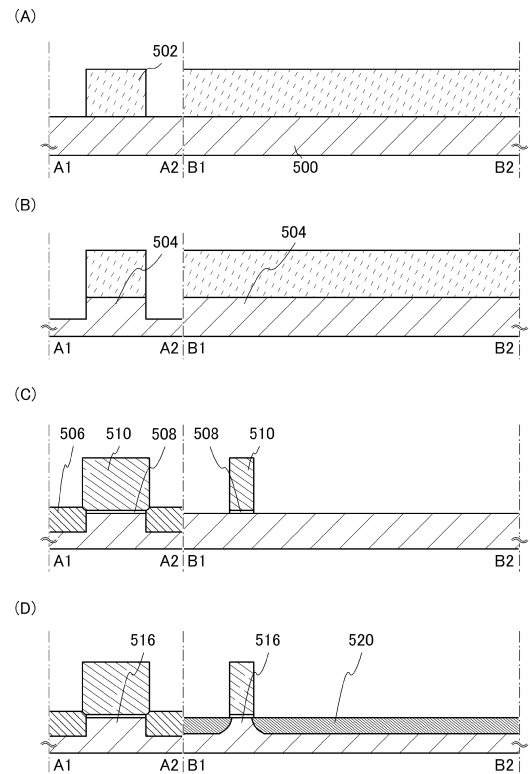 (A)
502
A1 A2 B1 500 B2
(B)
504 504
A1 A2 B1 B2
(C)
506 510 508 508 510
A1 A2 B1 B2
(D)
516 516 520
A1 A2 B1 B2